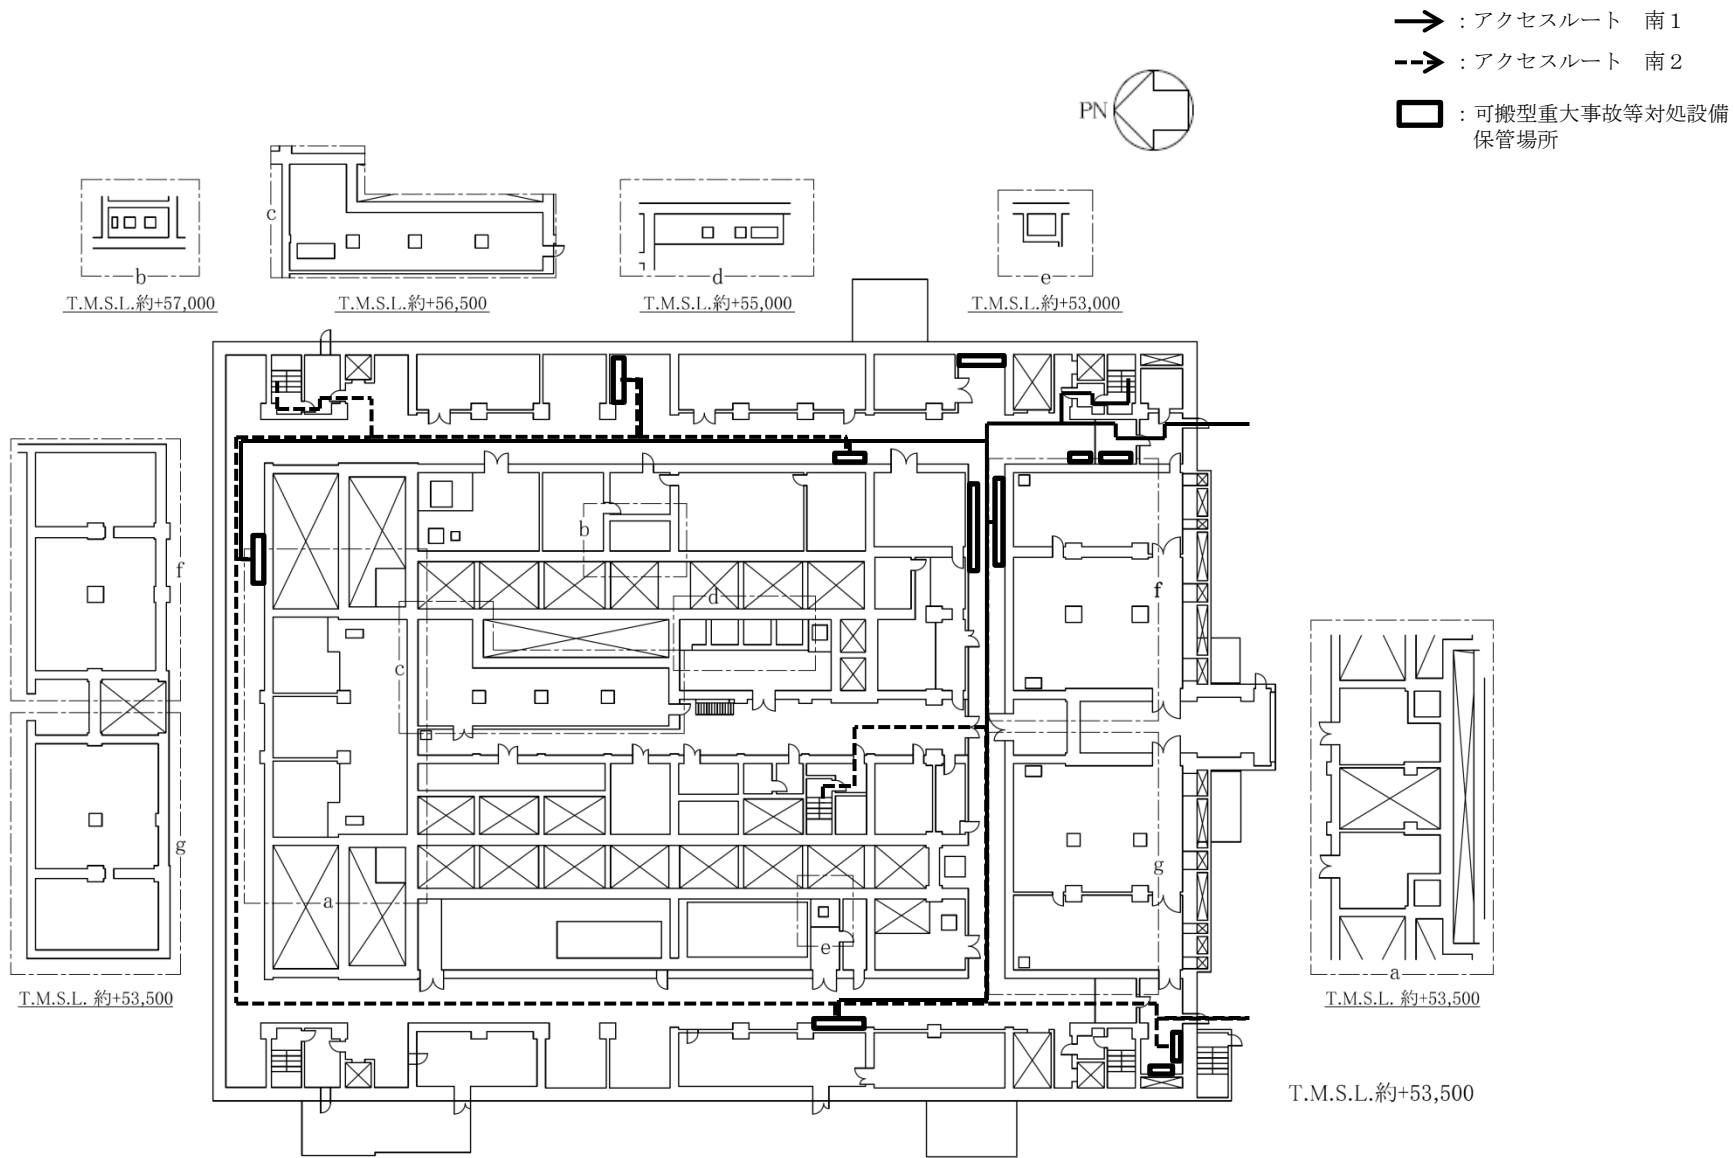 ：アクセスルート　南１
：アクセスルート　南２
：可搬型重大事故等対処設備
保管場所
PN
c
b
d
e
T.M.S.L.約+57,000
T.M.S.L.約+56,500
T.M.S.L.約+55,000
T.M.S.L.約+53,000
b
f
f
d
c
g
g
a
e
a
T.M.S.L. 約+53,500
T.M.S.L. 約+53,500
T.M.S.L.約+53,500